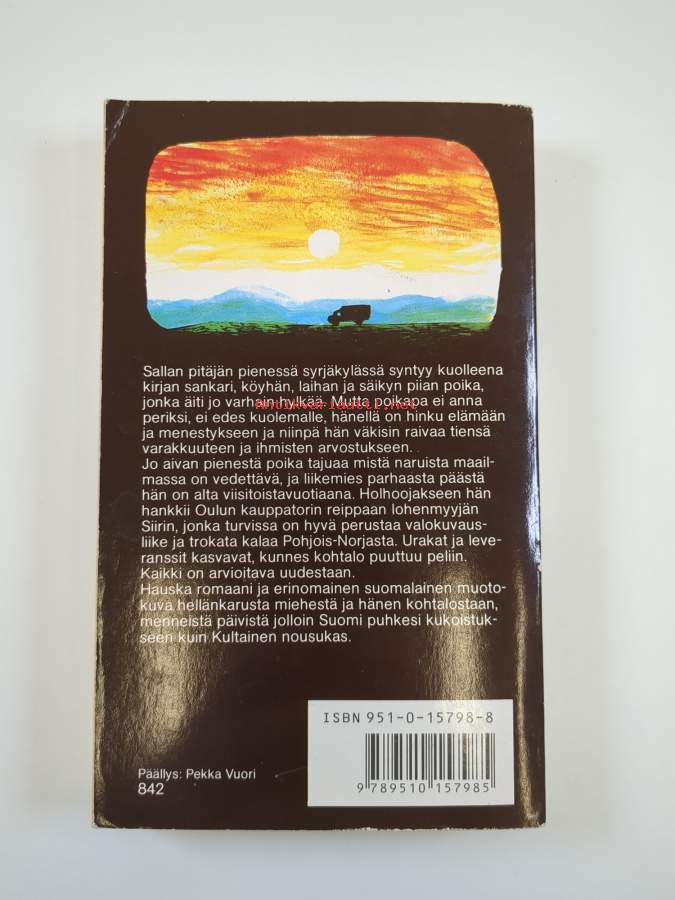 Sallan pitäjän pienessä syrjäkylässä syntyy kuolleena
kirjan sankari, köyhän, laihan ja säikyn piian poika,
jonka äiti jo varhain hylkää. Mutta poikapa ei anna
antikvariaatti.net
periksi, ei edes kuolemalle, hänellä on hinku elämään
ja menestykseen ja niinpä hän väkisin raivaa tiensä
varakkuuteen ja ihmisten arvostukseen.
Jo aivan pienestä poika tajuaa mistä naruista maail-
massa on vedettävä, ja liikemies parhaasta päästä
hän on alta viisitoistavuotiaana. Holhoojakseen hän
hankkii Oulun kauppatorin reippaan lohenmyyjän
Siirin, jonka turvissa on hyvä perustaa valokuvaus-
liike ja trokata kalaa Pohjois-Norjasta. Urakat ja leve-
ranssit kasvavat, kunnes kohtalo puuttuu peliin.
Kaikki on arvioitava uudestaan.
Hauska romaani ja erinomainen suomalainen muoto-
kuva hellänkarusta miehestä ja hänen kohtalostaan,
menneistä päivistä jolloin Suomi puhkesi kukoistuk-
seen kuin Kultainen nousukas.
ISBN 951-0-15798-8
9 789510 157985
Päällys: Pekka Vuori
842